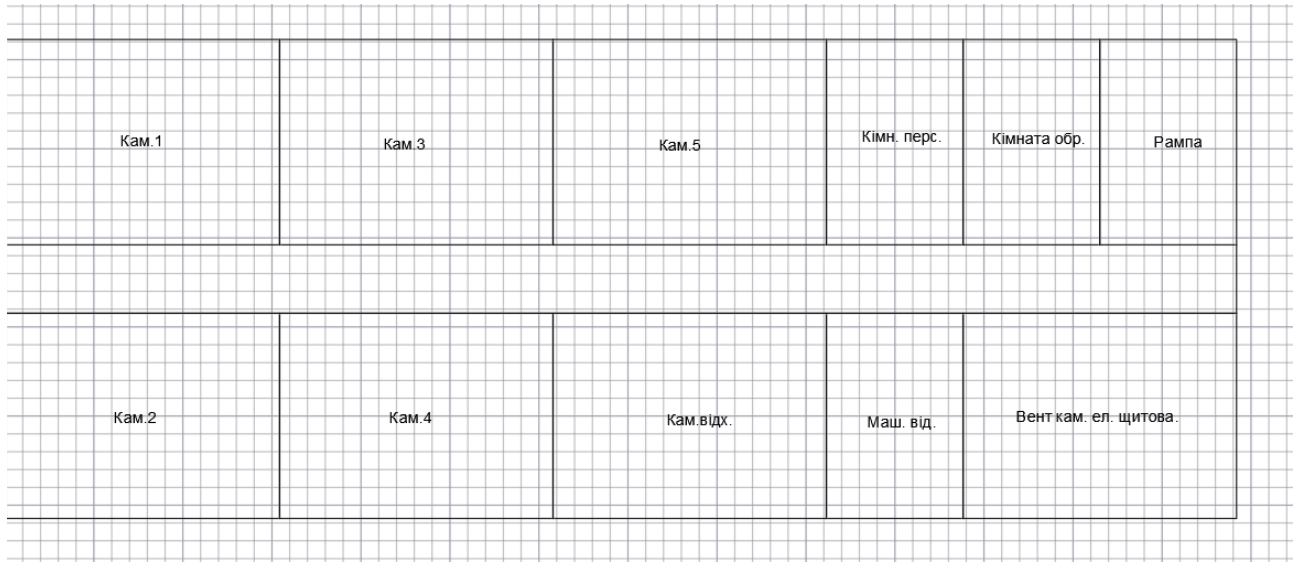 Кам.1
Кам 3
Кам.5
Кімн. перс.
Кімната обр.
Рампа
Кам.2
Кам.4
Кам.відх.
Маш. від.
Вент кам. ел. щитова.